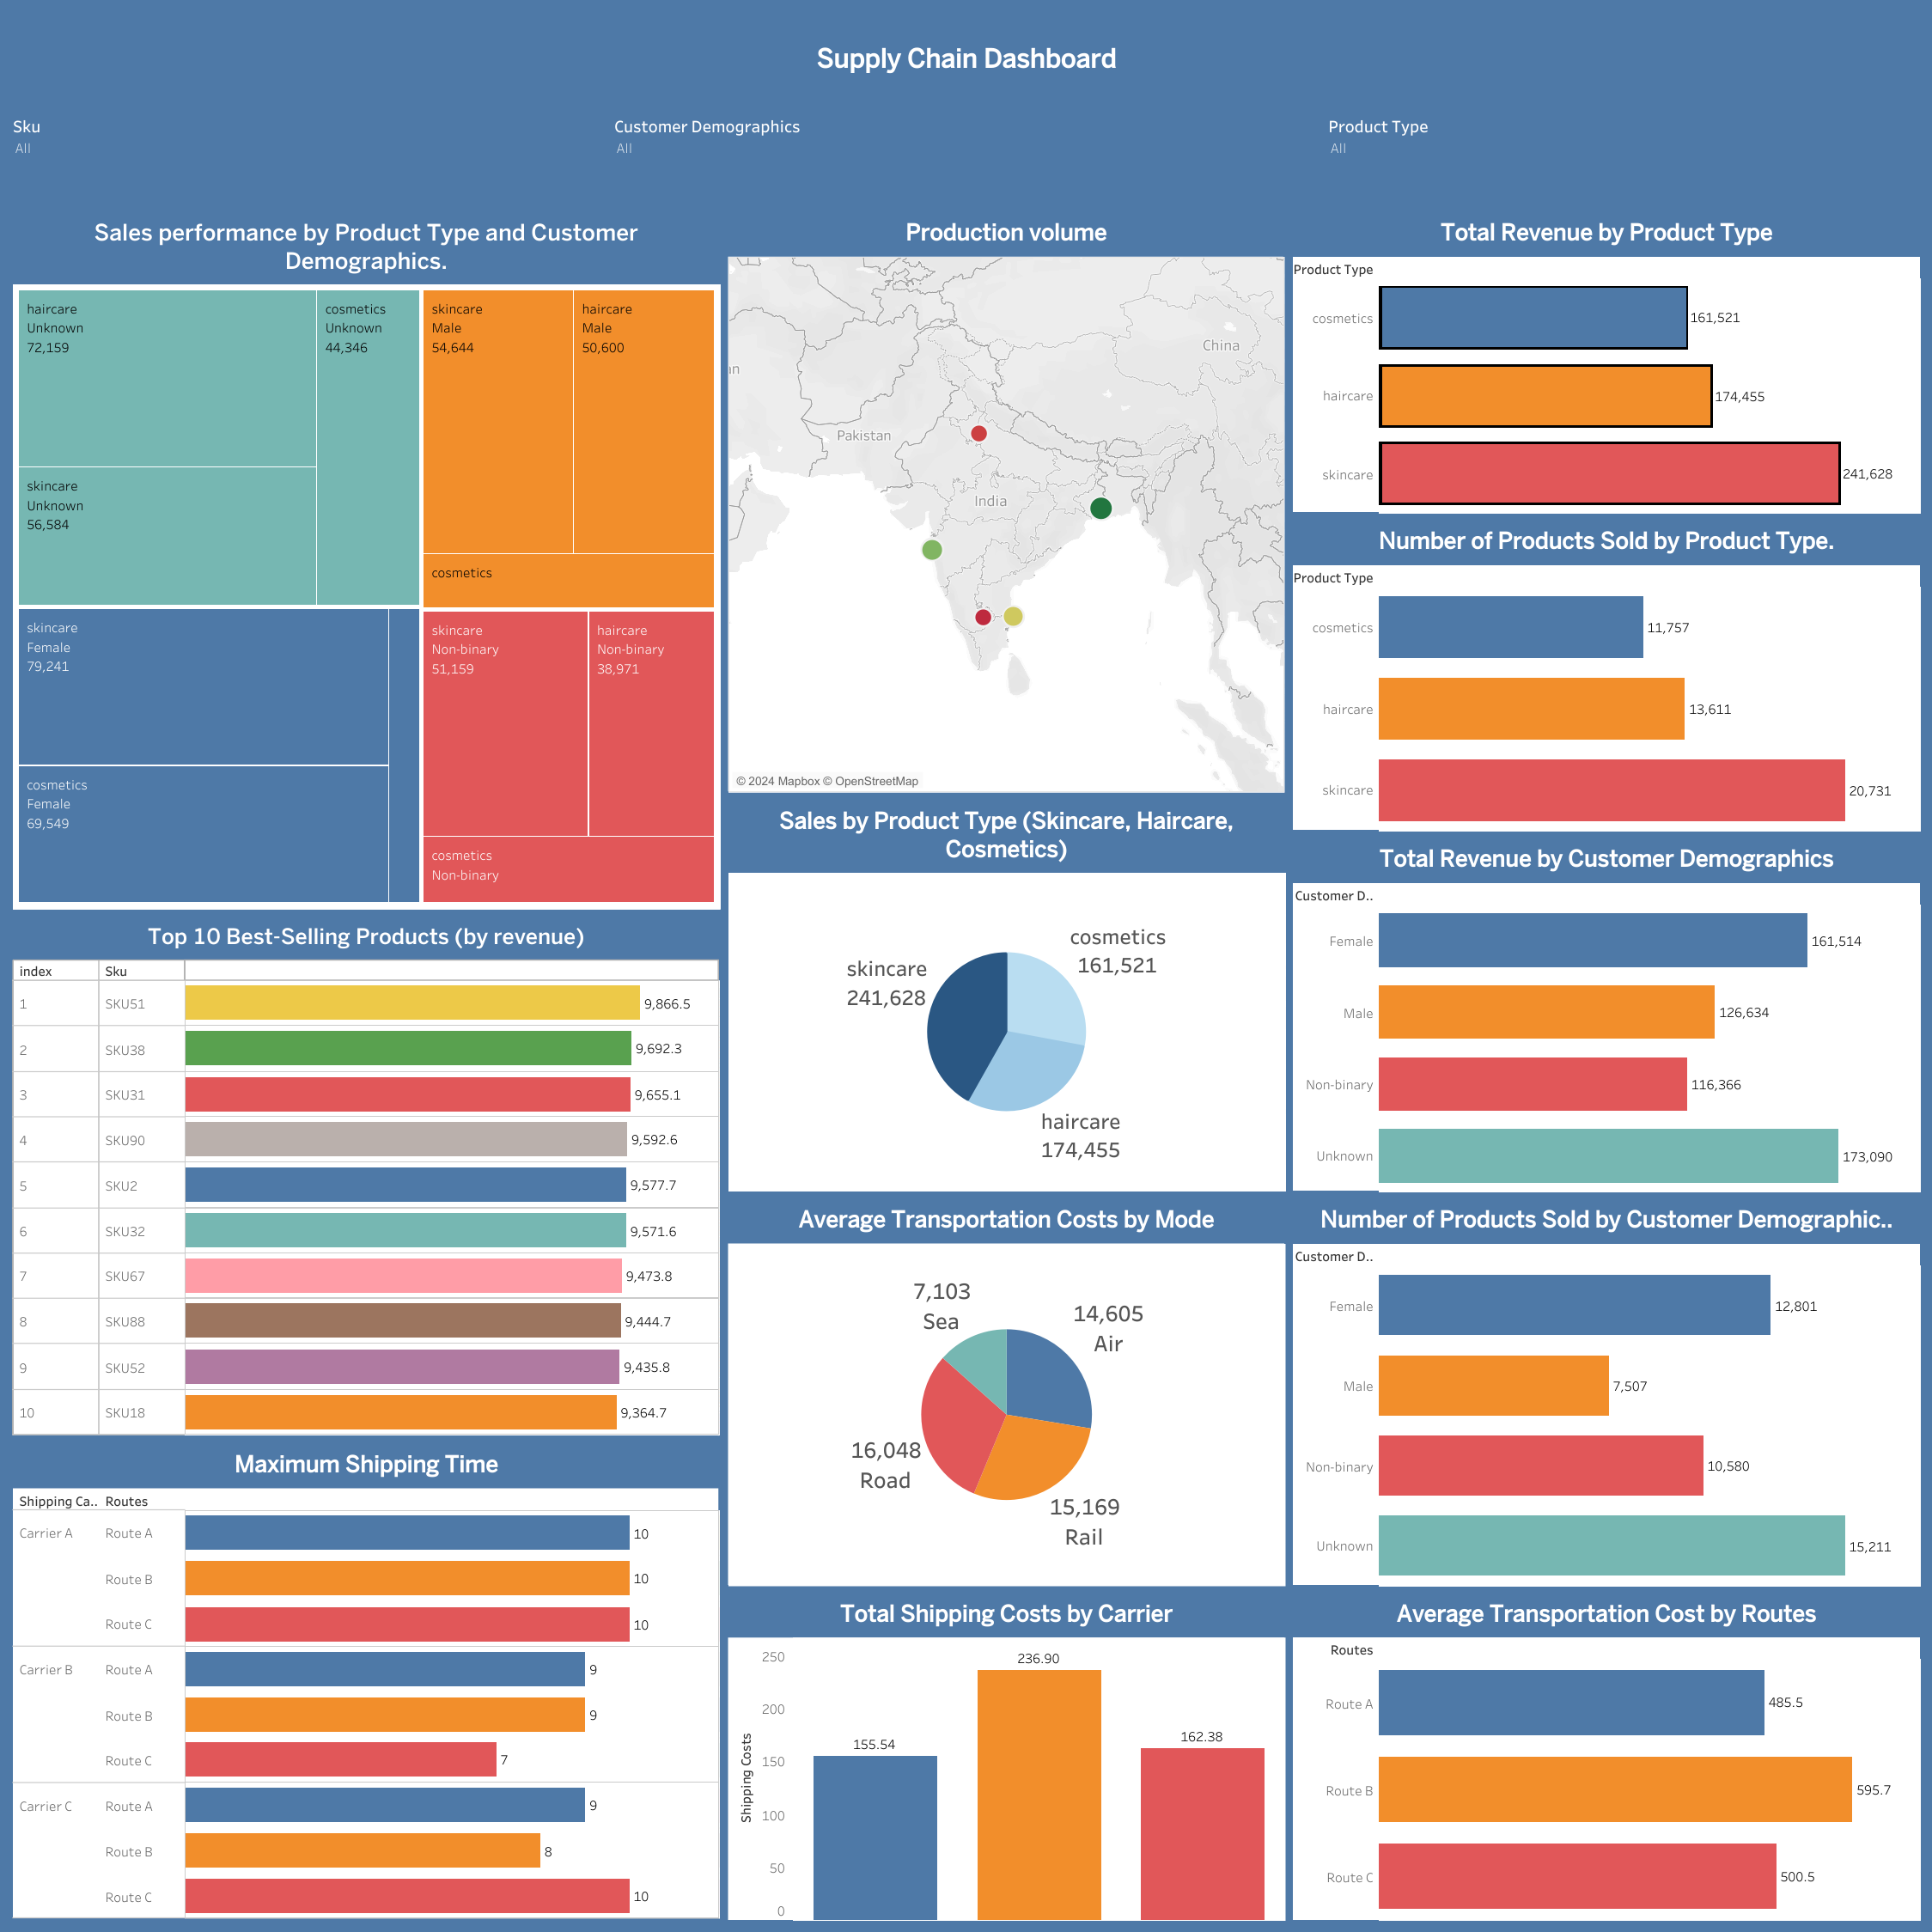 Supply Chain Dashboard
Sku
All
Customer Demographics
All
Product Type
All
Sales performance by Product Type and Customer
Demographics.
haircare
Unknown
72,159
cosmetics
Unknown
44,346
skincare
Unknown
56,584
skincare
Male
54,644
haircare
Male
50,600
cosmetics
skincare
Female
79,241
cosmetics
Female
69,549
skincare
Non-binary
51,159
haircare
Non-binary
38,971
cosmetics
Non-binary
Top 10 Best-Selling Products (by revenue)
index Sku
1 SKU51 9,866.5
2 SKU38 9,692.3
3 SKU31 9,655.1
4 SKU90 9,592.6
5 SKU2 9,577.7
6 SKU32 9,571.6
7 SKU67 9,473.8
8 SKU88 9,444.7
9 SKU52 9,435.8
10 SKU18 9,364.7
Maximum Shipping Time
Shipping Ca.. Routes
Carrier A Route A 10
Route B 10
Route C 10
Carrier B Route A 9
Route B 9
Route C 7
Carrier C Route A 9
Route B 8
Route C 10
Production volume
an
China
Pakistan
India
© 2024 Mapbox © OpenStreetMap
Sales by Product Type (Skincare, Haircare,
Cosmetics)
cosmetics
161,521
skincare
241,628
haircare
174,455
Average Transportation Costs by Mode
7,103
Sea
14,605
Air
16,048
Road
15,169
Rail
Total Shipping Costs by Carrier
Shipping Costs
250
200
150
100
50
0
155.54
236.90
162.38
Total Revenue by Product Type
Product Type
cosmetics 161,521
haircare 174,455
skincare 241,628
Number of Products Sold by Product Type.
Product Type
cosmetics 11,757
haircare 13,611
skincare 20,731
Total Revenue by Customer Demographics
Customer D..
Female 161,514
Male 126,634
Non-binary 116,366
Unknown 173,090
Number of Products Sold by Customer Demographic..
Customer D..
Female 12,801
Male 7,507
Non-binary 10,580
Unknown 15,211
Average Transportation Cost by Routes
Routes
Route A 485.5
Route B 595.7
Route C 500.5